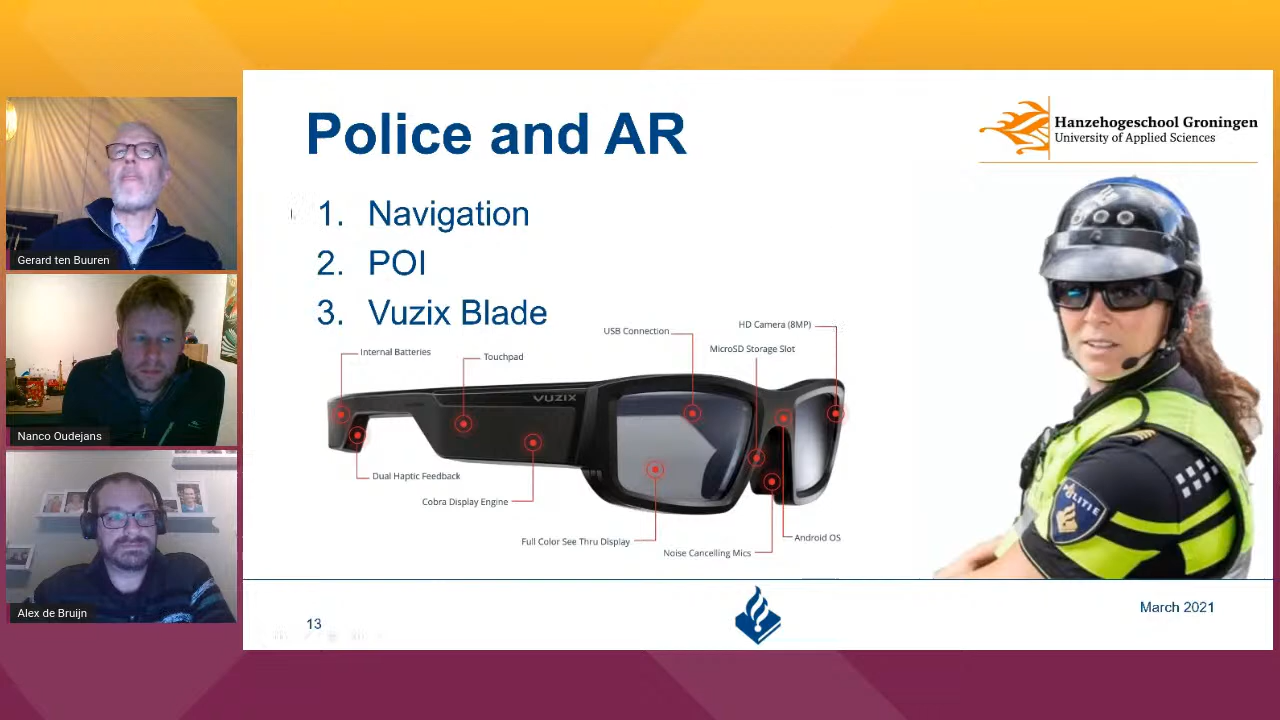 Police and AR
Hanzehogeschool Groningen
University of Applied Sciences
1. Navigation
2. POI
3. Vuzix Blade
USB Connection
HD Camera (8MP)
MicroSD Storage Slot
Internal Batteries
Touchpad
VUZIX
Dual Haptic Feedback
Cobra Display Engine
Full Color See Thru Display
Noise Cancelling Mics
Android OS
POLITIE
13
March 2021
Gerard ten Buuren
Nanco Oudejans
Alex de Bruijn